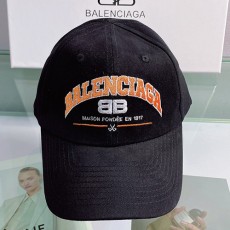 BALENCIAGA
BALENCIAGA
BB
MAISON FONDÉE EN 1917